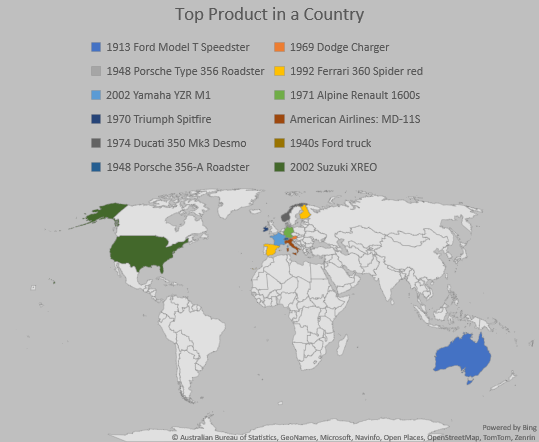 Top Product in a Country
1913 Ford Model T Speedster
1969 Dodge Charger
1948 Porsche Type 356 Roadster
1992 Ferrari 360 Spider red
2002 Yamaha YZR M1
1971 Alpine Renault 1600s
1970 Triumph Spitfire
American Airlines: MD-11S
1974 Ducati 350 Mk3 Desmo
1940s Ford truck
1948 Porsche 356-A Roadster
2002 Suzuki XREO
Powered by Bing
© Australian Bureau of Statistics, GeoNames, Microsoft, Navinfo, Open Places, OpenStreetMap, TomTom, Zenrin